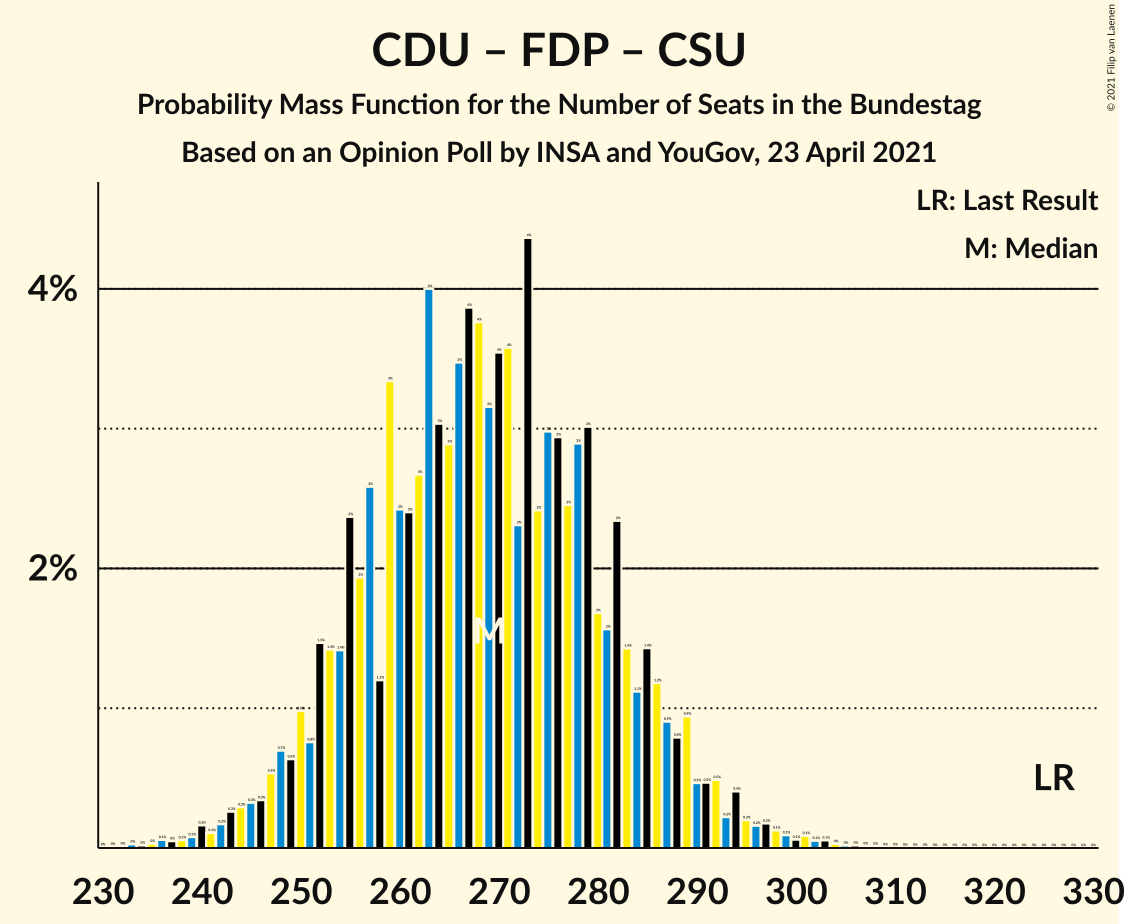 CDU – FDP – CSU
Probability Mass Function for the Number of Seats in the Bundestag
Based on an Opinion Poll by INSA and YouGov, 23 April 2021
© 2021 Filip van Laenen
LR: Last Result
M: Median
4%
2%
M
LR
230 240 250 260 270 280 290 300 310 320 330